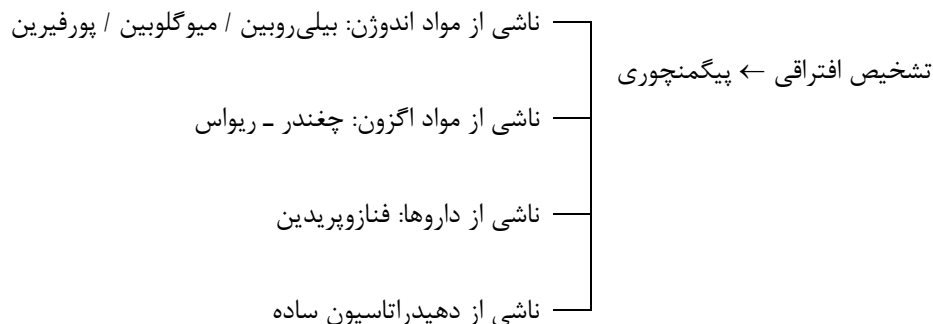 ناشی از مواد اندوژن: بیلی‌روبین / میوگلوبین / پورفیرین
تشخیص افتراقی ← پیگمنچوری
ناشی از مواد اگزون: چغندر ـ ریواس
ناشی از داروها: فنازوپریدین
ناشی از دهیدراتاسیون ساده